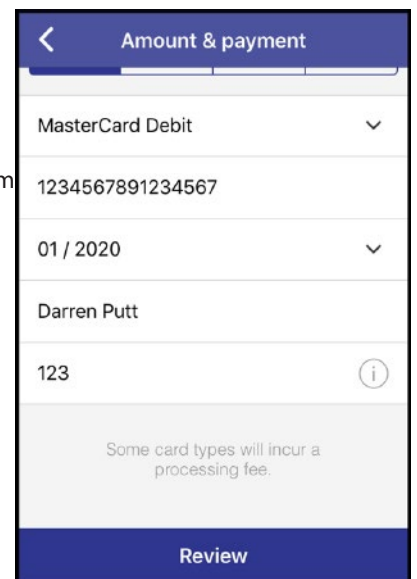 Amount & payment
MasterCard Debit
m
1234567891234567
01 / 2020
Darren Putt
123
i
Some card types will incur a
processing fee.
Review